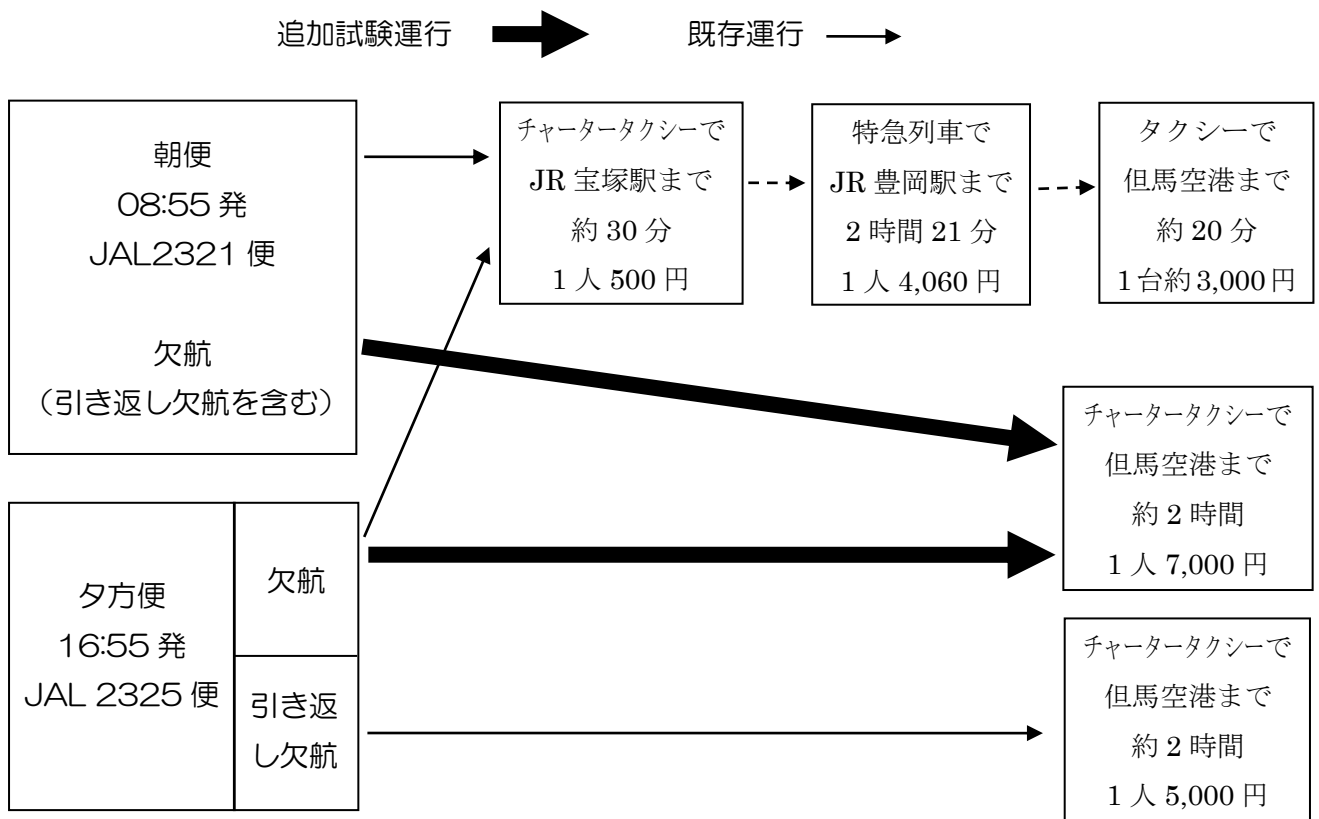 追加試験運行
既存運行
朝便
08:55 発
JAL2321 便
欠航
（引き返し欠航を含む）
チャータータクシーで
JR 宝塚駅まで
約 30 分
1 人 500 円
特急列車で
JR 豊岡駅まで
2 時間 21 分
1 人 4,060 円
タクシーで
但馬空港まで
約 20 分
1 台約 3,000 円
チャータータクシーで
但馬空港まで
約 2 時間
1 人 7,000 円
夕方便
16:55 発
JAL 2325 便
欠航
引き返
し欠航
チャータータクシーで
但馬空港まで
約 2 時間
1 人 5,000 円